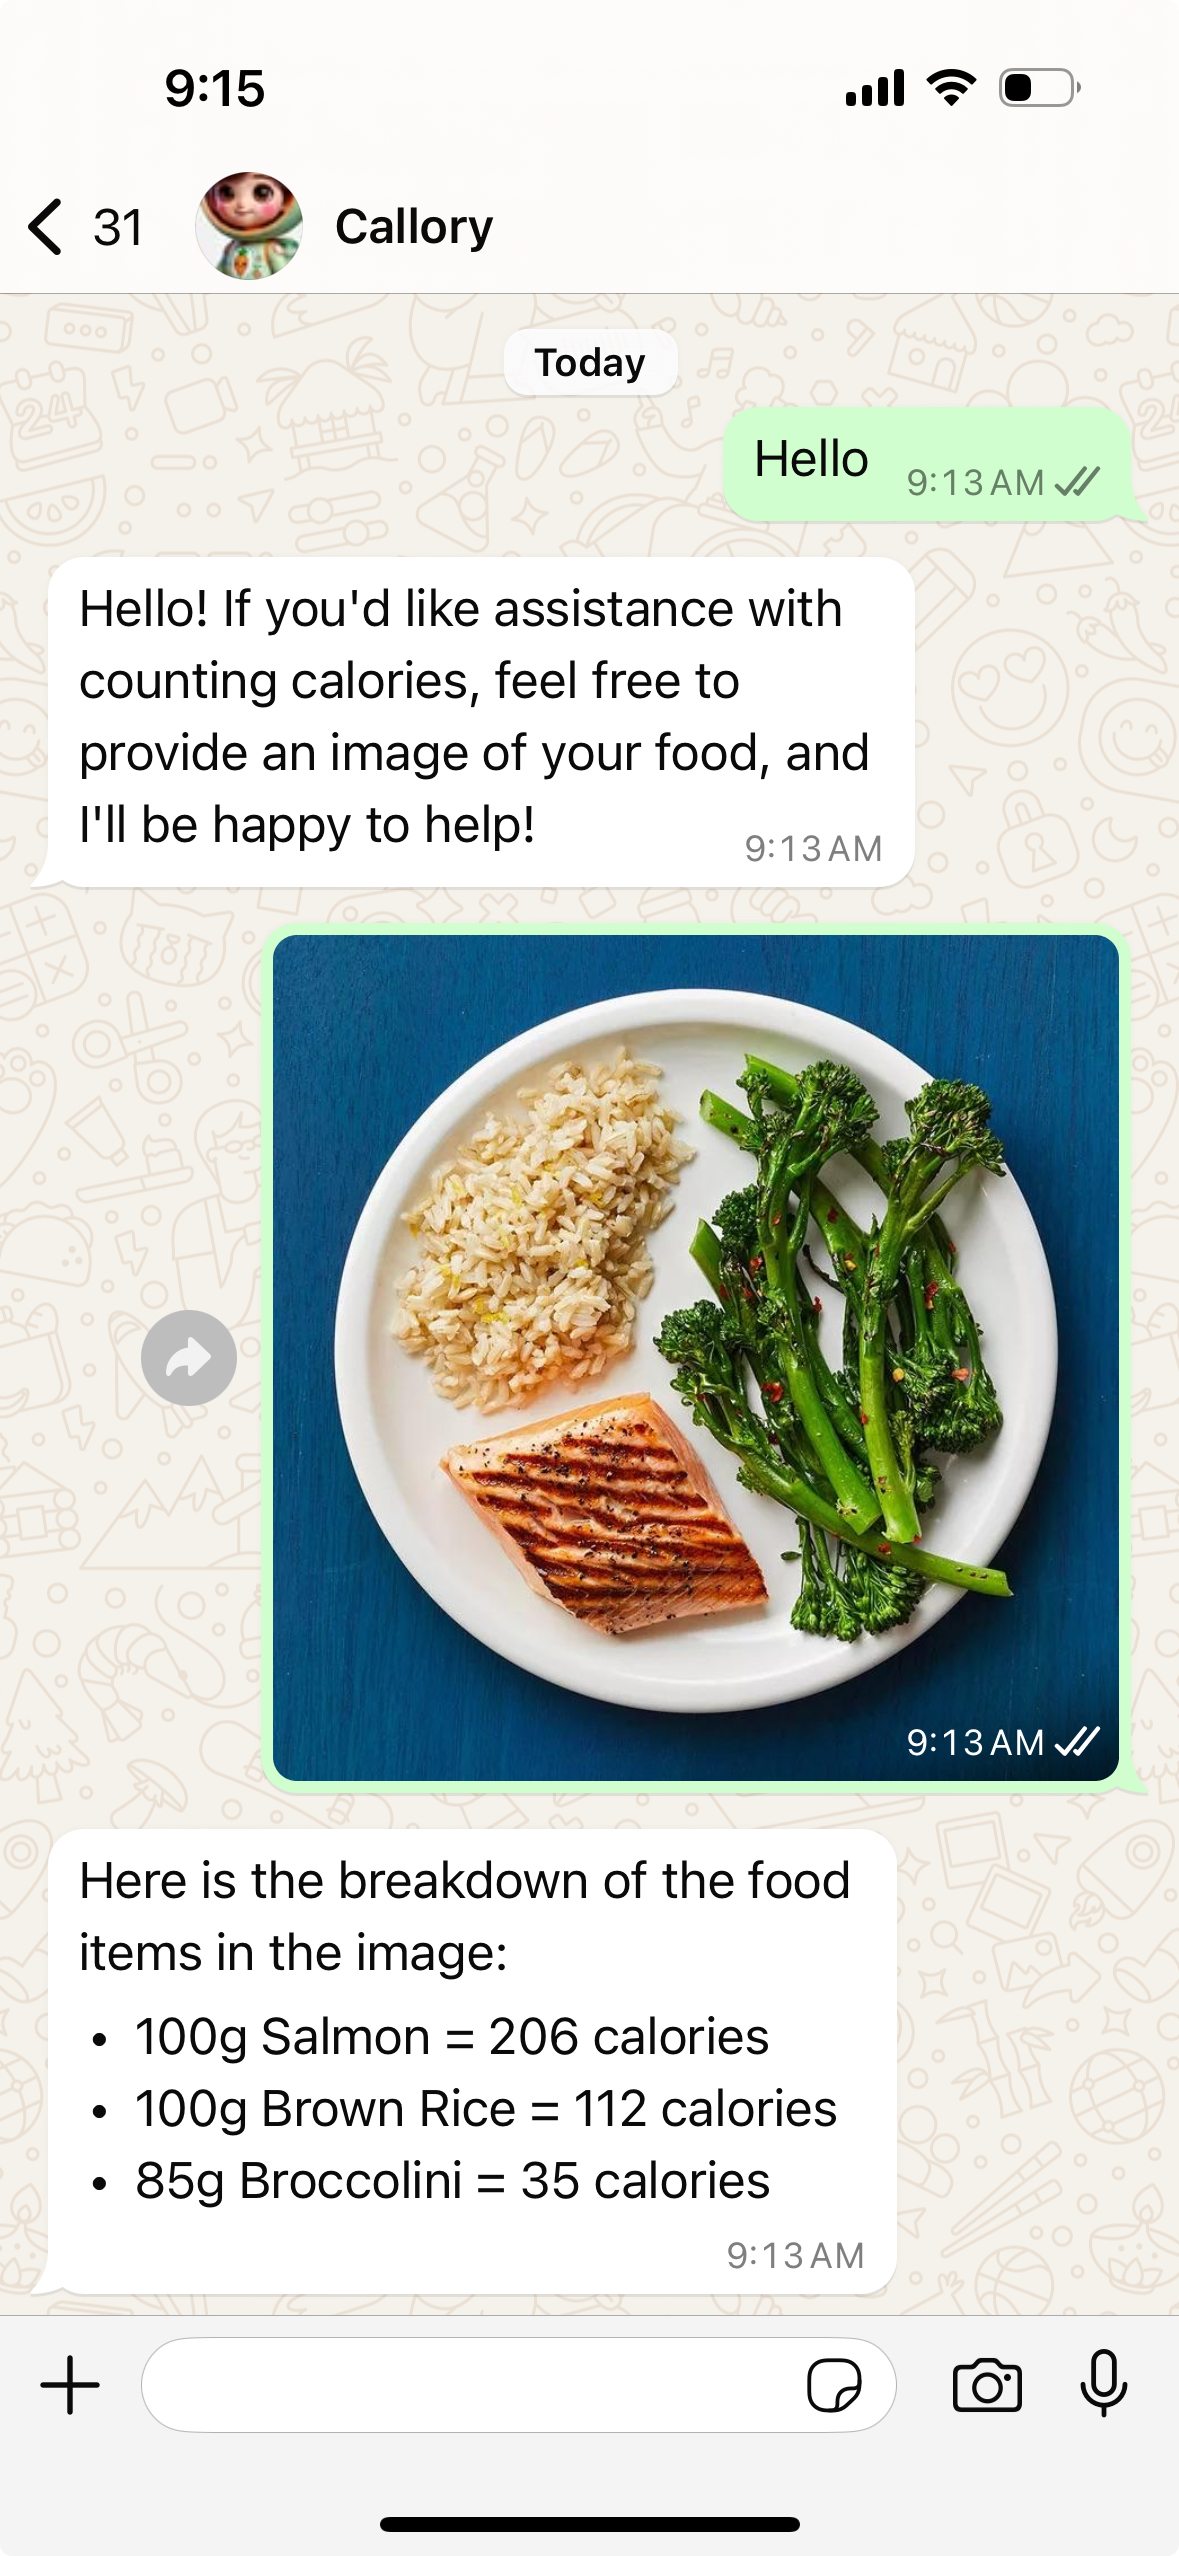 9:15
31
Callory
Today
Hello
9:13 AM
Hello! If you'd like assistance with
counting calories, feel free to
provide an image of your food, and
I'll be happy to help!
9:13 AM
9:13 AM
Here is the breakdown of the food
items in the image:
• 100g Salmon = 206 calories
• 100g Brown Rice = 112 calories
• 85g Broccolini = 35 calories
9:13 AM